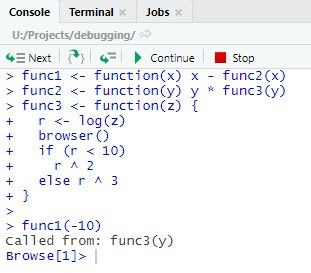 Console Terminal × Jobs ×
U:/Projects/debugging/
Next Continue Stop
> func1 <- function(x) x - func2(x)
> func2 <- function(y) y * func3(y)
> func3 <- function(z) {
+   r <- log(z)
+   browser()
+   if (r < 10)
+     r ^ 2
+   else r ^ 3
+ }
>
> func1(-10)
Called from: func3(y)
Browse[1]>